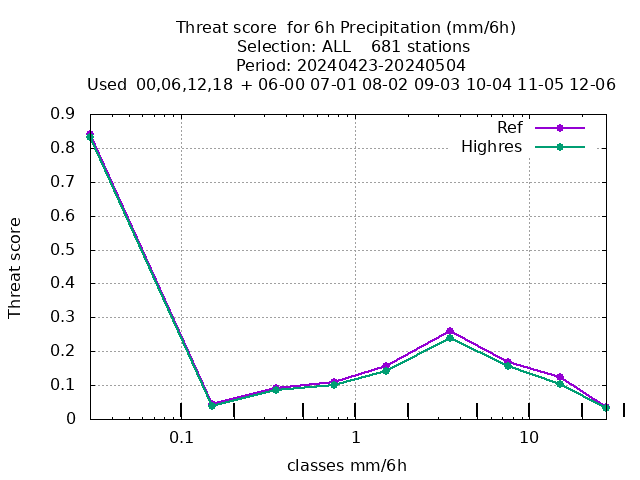 Threat score  for 6h Precipitation (mm/6h)
Selection: ALL    681 stations
Period: 20240423-20240504
Used  00,06,12,18  + 06-00 07-01 08-02 09-03 10-04 11-05 12-06
Ref
Highres
Threat score
0.9
0.8
0.7
0.6
0.5
0.4
0.3
0.2
0.1
0
0.1 1 10
classes mm/6h